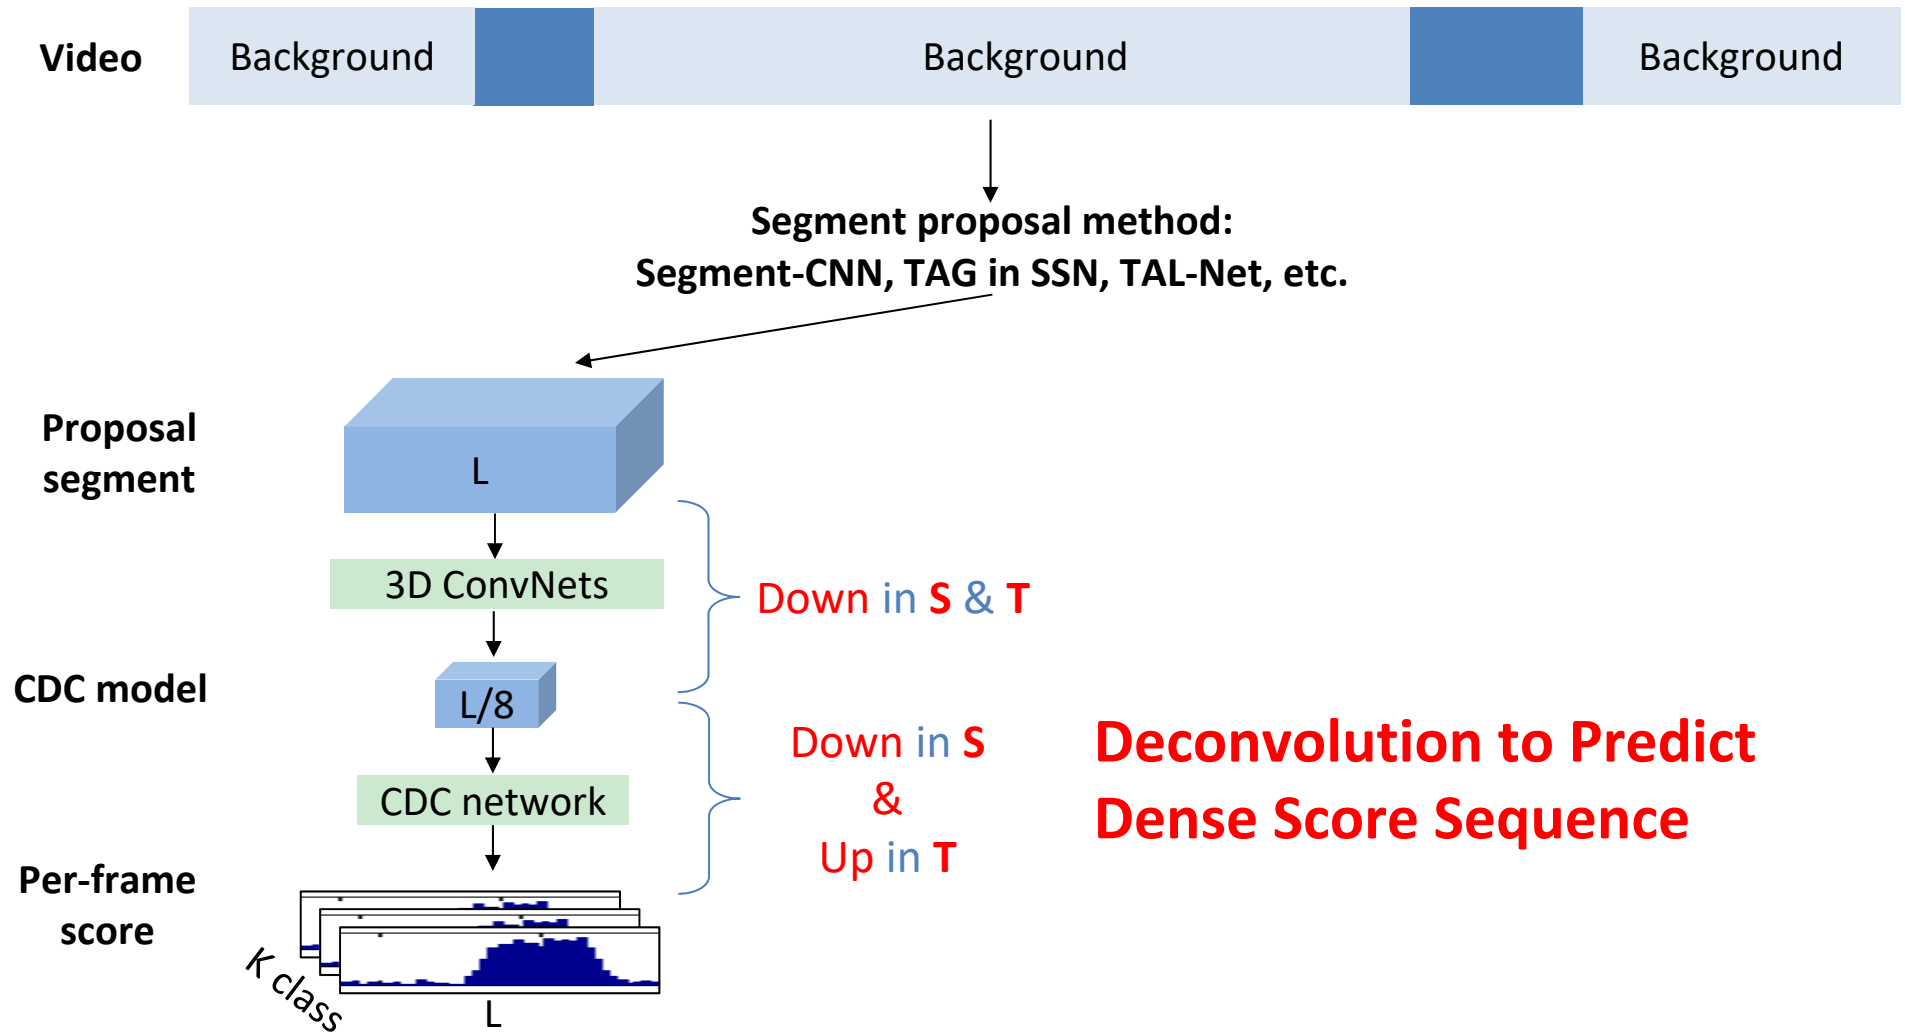 Video
Background
Background
Background
Segment proposal method:
Segment-CNN, TAG in SSN, TAL-Net, etc.
Proposal
segment
L
3D ConvNets
Down in S & T
CDC model
L/8
Down in S
&
Up in T
CDC network
Deconvolution to Predict
Dense Score Sequence
Per-frame
score
K class
L